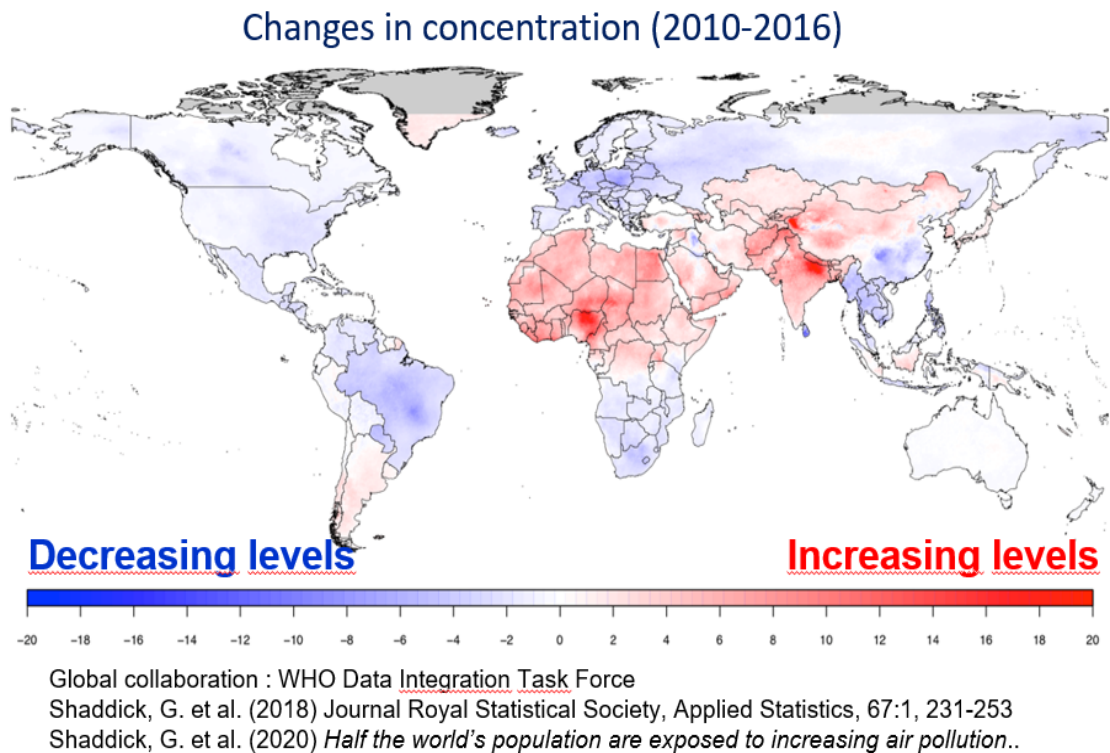 Changes in concentration (2010-2016)
Decreasing levels
Increasing levels
−20 −18 −16 −14 −12 −10 −8 −6 −4 −2 0 2 4 6 8 10 12 14 16 18 20
Global collaboration : WHO Data Integration Task Force
Shaddick, G. et al. (2018) Journal Royal Statistical Society, Applied Statistics, 67:1, 231-253
Shaddick, G. et al. (2020) Half the world's population are exposed to increasing air pollution..